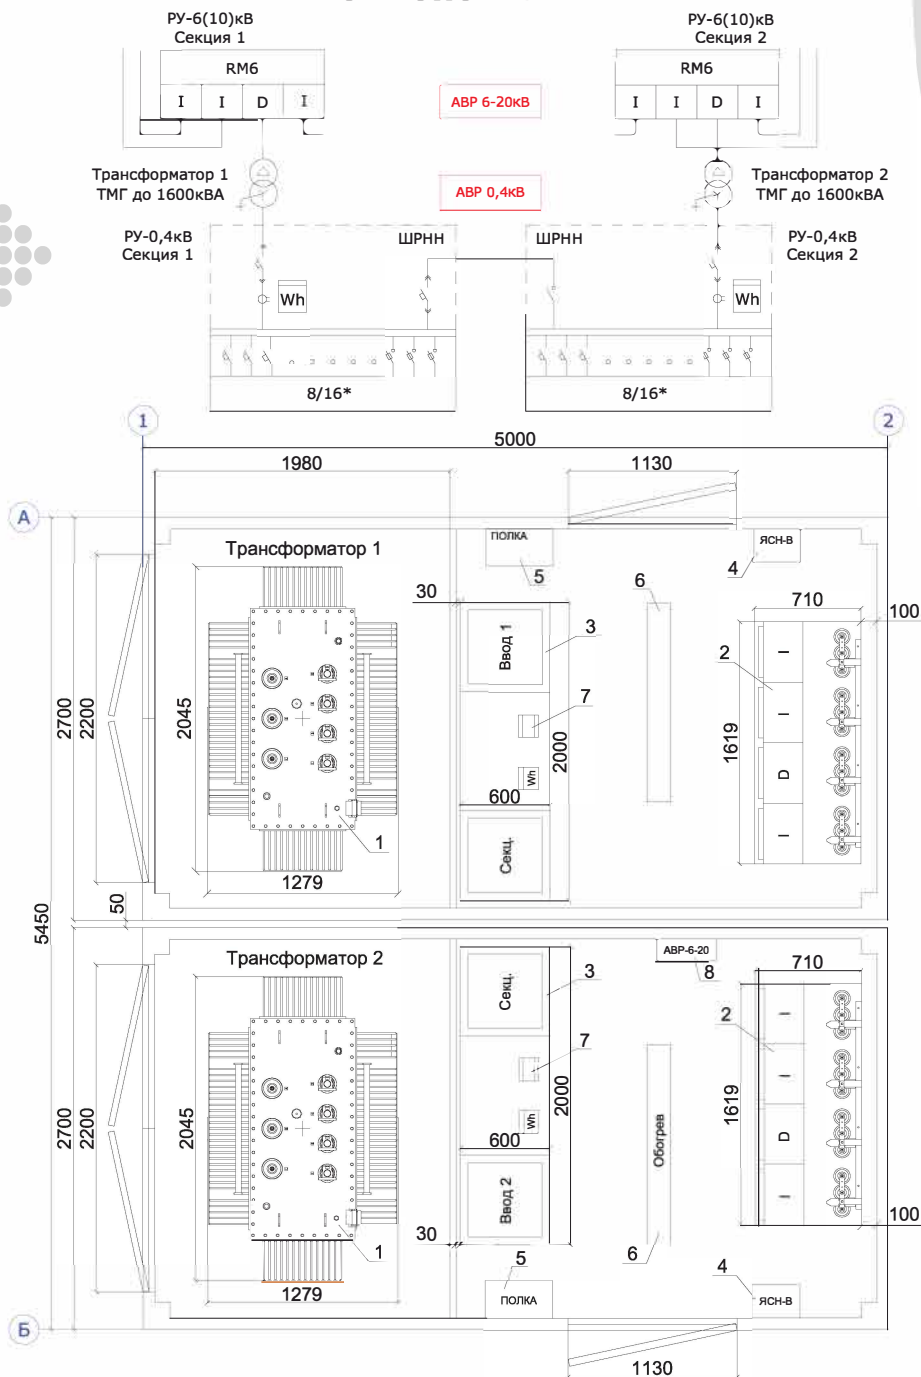 РУ-6(10)кВ
Секция 1
RM6
I I D I
РУ-6(10)кВ
Секция 2
RM6
I I D I
АВР 6-20кВ
АВР 0,4кВ
Трансформатор 1
ТМГ до 1600кВА
Трансформатор 2
ТМГ до 1600кВА
РУ-0,4кВ
Секция 1
ШРНН
ШРНН
РУ-0,4кВ
Секция 2
Wh
Wh
8/16*
8/16*
1
2
5000
1980
1130
А
Трансформатор 1
ПОЛКА
5
6
4
ЯСН-В
30
710
100
Ввод 1
3
2
I
I
D
I
7
Wh
2700
2200
2045
2000
1619
600
Секц.
1
1279
50
5450
Трансформатор 2
АВР-6-20
8
710
Секц.
3
2
I
I
D
I
7
Wh
2700
2200
2045
2000
1619
600
Обогрев
Ввод 2
30
100
1
1279
5
6
4
ПОЛКА
ЯСН-В
Б
1130